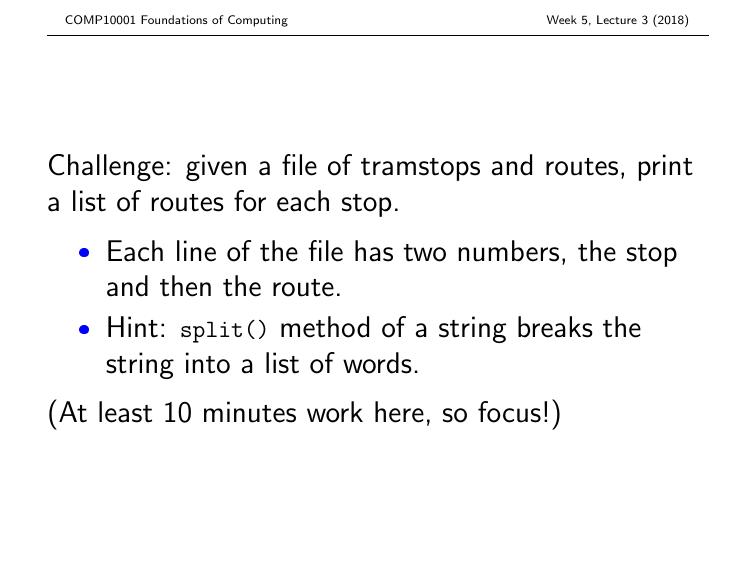 COMP10001 Foundations of Computing Week 5, Lecture 3 (2018)
Challenge: given a file of tramstops and routes, print
a list of routes for each stop.
• Each line of the file has two numbers, the stop
and then the route.
• Hint: split() method of a string breaks the
string into a list of words.
(At least 10 minutes work here, so focus!)